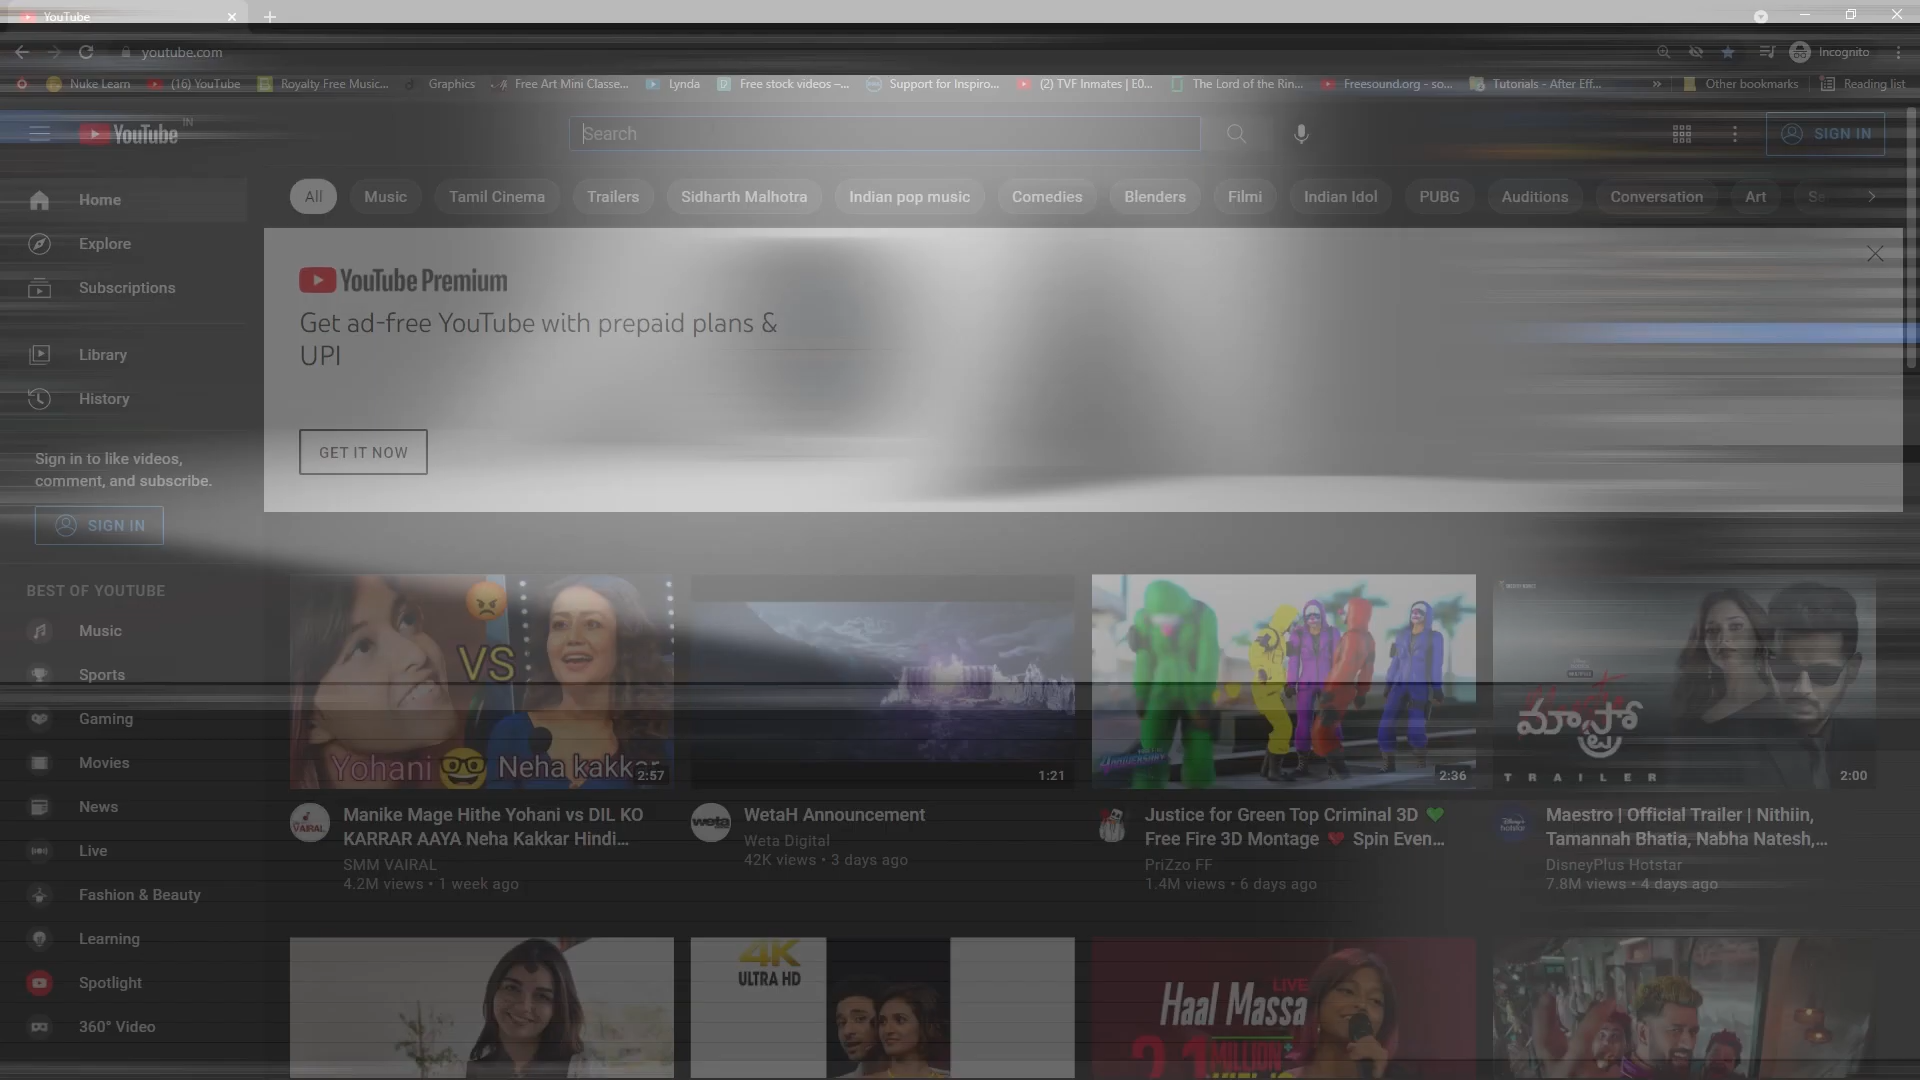 YouTube
youtube.com
Incognito
Nuke Learn
(16) YouTube
Royalty Free Music...
Graphics
Free Art Mini Classe...
Lynda
Free stock videos –...
Support for Inspiro...
(2) TVF Inmates | E0...
The Lord of the Rin...
Freesound.org - so...
Tutorials - After Eff...
»
Other bookmarks
Reading list
YouTube IN
Search
SIGN IN
Home
Explore
Subscriptions
Library
History
Sign in to like videos,
comment, and subscribe.
SIGN IN
BEST OF YOUTUBE
Music
Sports
Gaming
Movies
News
Live
Fashion & Beauty
Learning
Spotlight
360° Video
All
Music
Tamil Cinema
Trailers
Sidharth Malhotra
Indian pop music
Comedies
Blenders
Filmi
Indian Idol
PUBG
Auditions
Conversation
Art
YouTube Premium
Get ad-free YouTube with prepaid plans &
UPI
GET IT NOW
VS
Yohani Neha kakkar
2:57
Manike Mage Hithe Yohani vs DIL KO
KARRAR AAYA Neha Kakkar Hindi...
SMM VAIRAL
4.2M views • 1 week ago
1:21
weta
WetaH Announcement
Weta Digital
42K views • 3 days ago
2:36
Justice for Green Top Criminal 3D 💚
Free Fire 3D Montage ❤️ Spin Even...
PriZzo FF
1.4M views • 6 days ago
మాస్ట్రో
TRAILER
2:00
Maestro | Official Trailer | Nithiin,
Tamannah Bhatia, Nabha Natesh,...
DisneyPlus Hotstar
7.8M views • 4 days ago
4K
ULTRA HD
LIVE
Haal Massa
2.1 MILLION